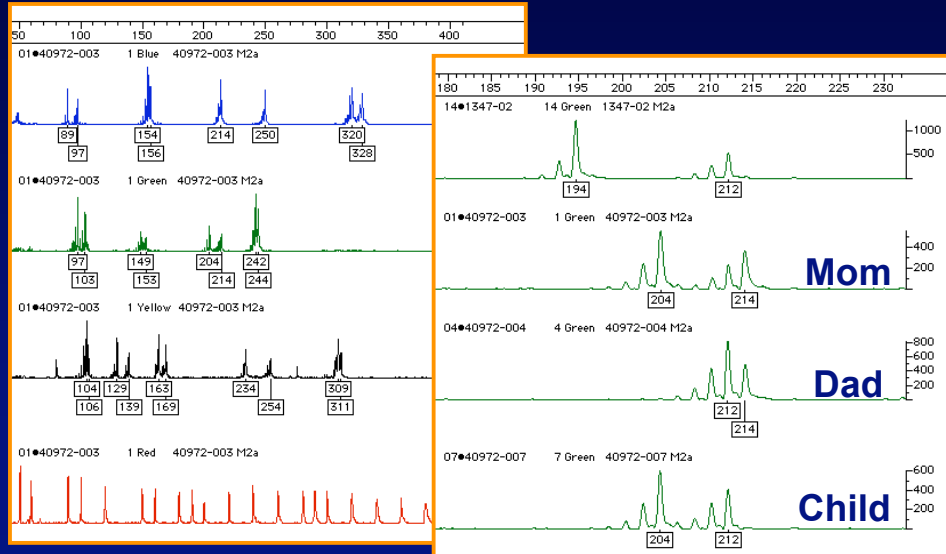 50 100 150 200 250 300 350 400
01●40972-003 1 Blue 40972-003 M2a
89 154 214 250 320
97 156 328
01●40972-003 1 Green 40972-003 M2a
97 149 204 242
103 153 214 244
01●40972-003 1 Yellow 40972-003 M2a
104 129 163 234 309
106 139 169 254 311
01●40972-003 1 Red 40972-003 M2a
180 185 190 195 200 205 210 215 220 225 230
14●1347-02 14 Green 1347-02 M2a
1000
500
194 212
01●40972-003 1 Green 40972-003 M2a
400
200
Mom
204 214
04●40972-004 4 Green 40972-004 M2a
800
600
400
200
Dad
212
214
07●40972-007 7 Green 40972-007 M2a
600
400
200
Child
204 212